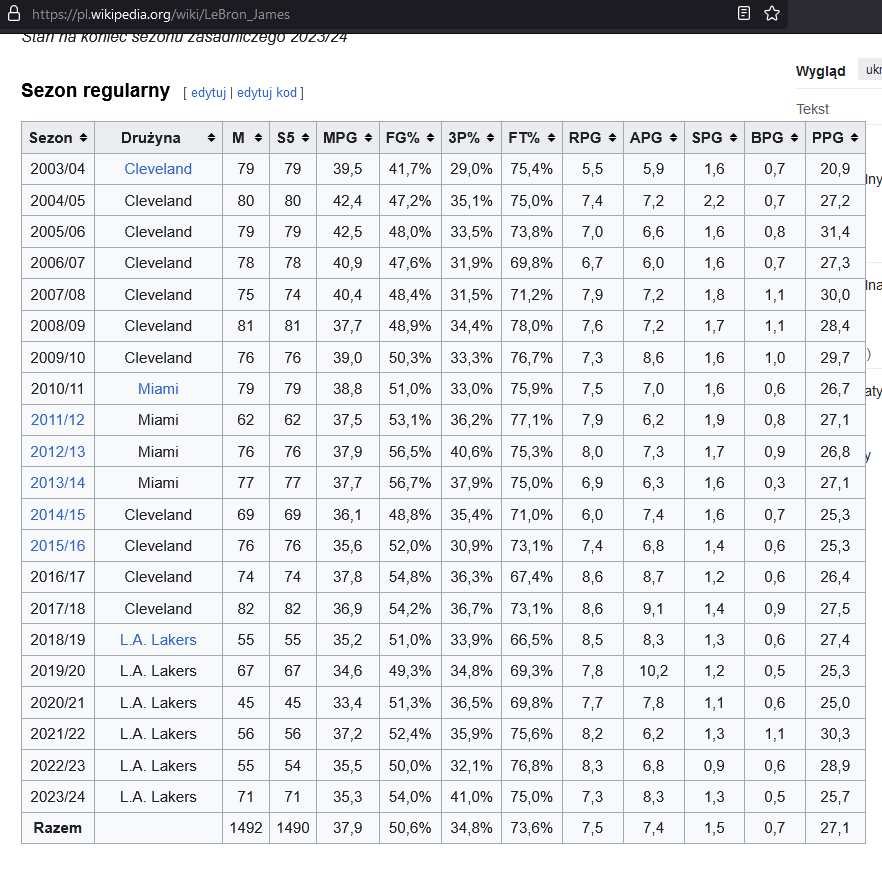 https://pl.wikipedia.org/wiki/LeBron_James
Stan na koniec sezonu zasadniczego 2023/24
Wygląd ukr
Sezon regularny [ edytuj | edytuj kod ]
Tekst
Sezon Drużyna M S5 MPG FG% 3P% FT% RPG APG SPG BPG PPG
2003/04 Cleveland 79 79 39,5 41,7% 29,0% 75,4% 5,5 5,9 1,6 0,7 20,9
2004/05 Cleveland 80 80 42,4 47,2% 35,1% 75,0% 7,4 7,2 2,2 0,7 27,2
2005/06 Cleveland 79 79 42,5 48,0% 33,5% 73,8% 7,0 6,6 1,6 0,8 31,4
2006/07 Cleveland 78 78 40,9 47,6% 31,9% 69,8% 6,7 6,0 1,6 0,7 27,3
2007/08 Cleveland 75 74 40,4 48,4% 31,5% 71,2% 7,9 7,2 1,8 1,1 30,0
2008/09 Cleveland 81 81 37,7 48,9% 34,4% 78,0% 7,6 7,2 1,7 1,1 28,4
2009/10 Cleveland 76 76 39,0 50,3% 33,3% 76,7% 7,3 8,6 1,6 1,0 29,7
2010/11 Miami 79 79 38,8 51,0% 33,0% 75,9% 7,5 7,0 1,6 0,6 26,7
2011/12 Miami 62 62 37,5 53,1% 36,2% 77,1% 7,9 6,2 1,9 0,8 27,1
2012/13 Miami 76 76 37,9 56,5% 40,6% 75,3% 8,0 7,3 1,7 0,9 26,8
2013/14 Miami 77 77 37,7 56,7% 37,9% 75,0% 6,9 6,3 1,6 0,3 27,1
2014/15 Cleveland 69 69 36,1 48,8% 35,4% 71,0% 6,0 7,4 1,6 0,7 25,3
2015/16 Cleveland 76 76 35,6 52,0% 30,9% 73,1% 7,4 6,8 1,4 0,6 25,3
2016/17 Cleveland 74 74 37,8 54,8% 36,3% 67,4% 8,6 8,7 1,2 0,6 26,4
2017/18 Cleveland 82 82 36,9 54,2% 36,7% 73,1% 8,6 9,1 1,4 0,9 27,5
2018/19 L.A. Lakers 55 55 35,2 51,0% 33,9% 66,5% 8,5 8,3 1,3 0,6 27,4
2019/20 L.A. Lakers 67 67 34,6 49,3% 34,8% 69,3% 7,8 10,2 1,2 0,5 25,3
2020/21 L.A. Lakers 45 45 33,4 51,3% 36,5% 69,8% 7,7 7,8 1,1 0,6 25,0
2021/22 L.A. Lakers 56 56 37,2 52,4% 35,9% 75,6% 8,2 6,2 1,3 1,1 30,3
2022/23 L.A. Lakers 55 54 35,5 50,0% 32,1% 76,8% 8,3 6,8 0,9 0,6 28,9
2023/24 L.A. Lakers 71 71 35,3 54,0% 41,0% 75,0% 7,3 8,3 1,3 0,5 25,7
Razem 1492 1490 37,9 50,6% 34,8% 73,6% 7,5 7,4 1,5 0,7 27,1